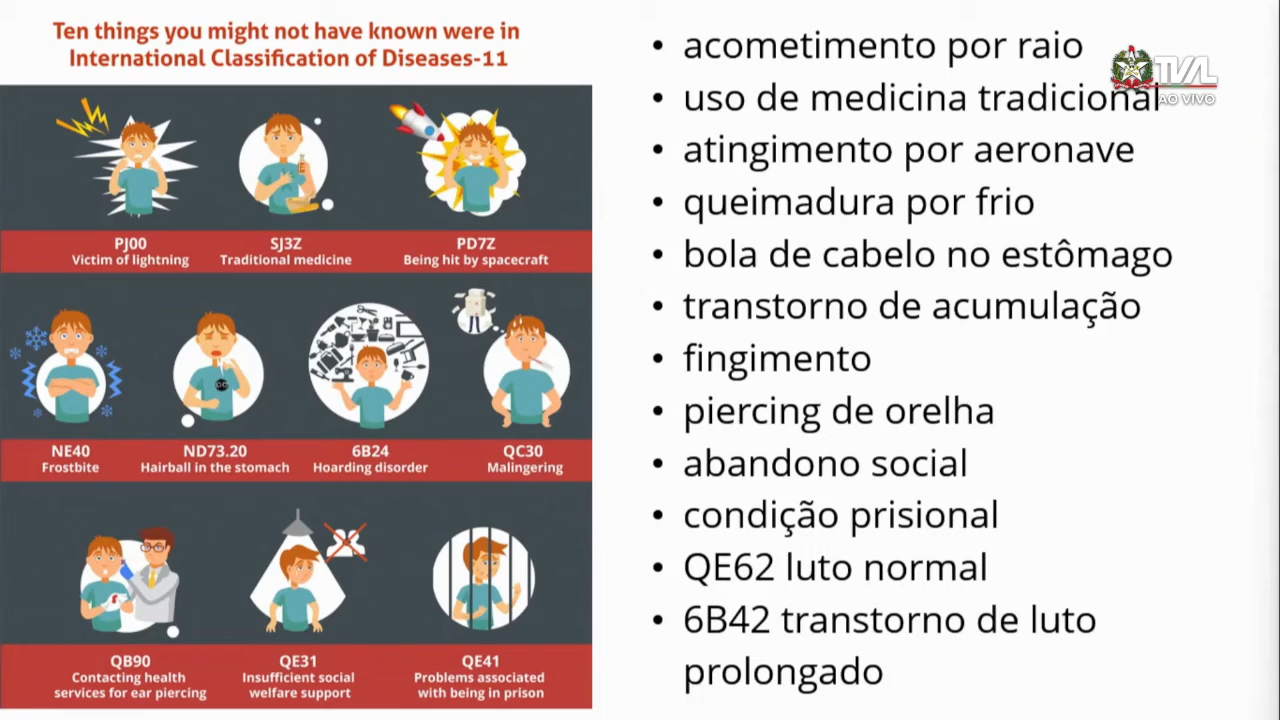 Ten things you might not have known were in
International Classification of Diseases-11
PJ00
Victim of lightning
SJ3Z
Traditional medicine
PD7Z
Being hit by spacecraft
NE40
Frostbite
ND73.20
Hairball in the stomach
6B24
Hoarding disorder
QC30
Malingering
QB90
Contacting health
services for ear piercing
QE31
Insufficient social
welfare support
QE41
Problems associated
with being in prison
• acometimento por raio
• uso de medicina tradicional
• atingimento por aeronave
• queimadura por frio
• bola de cabelo no estômago
• transtorno de acumulação
• fingimento
• piercing de orelha
• abandono social
• condição prisional
• QE62 luto normal
• 6B42 transtorno de luto
prolongado
TVAL
AO VIVO